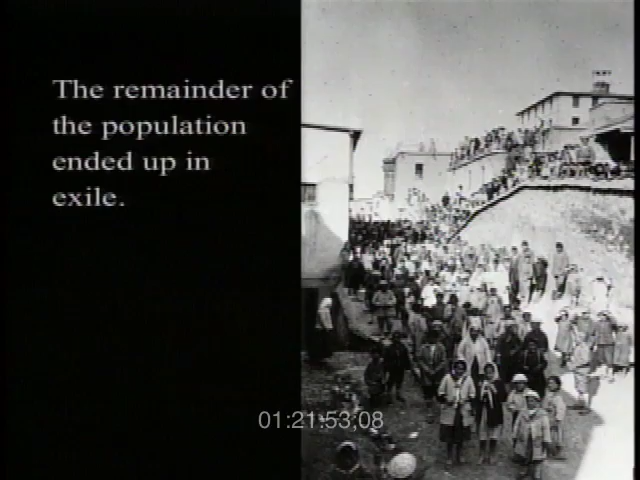 The remainder of
the population
ended up in
exile.
01:21:53;08